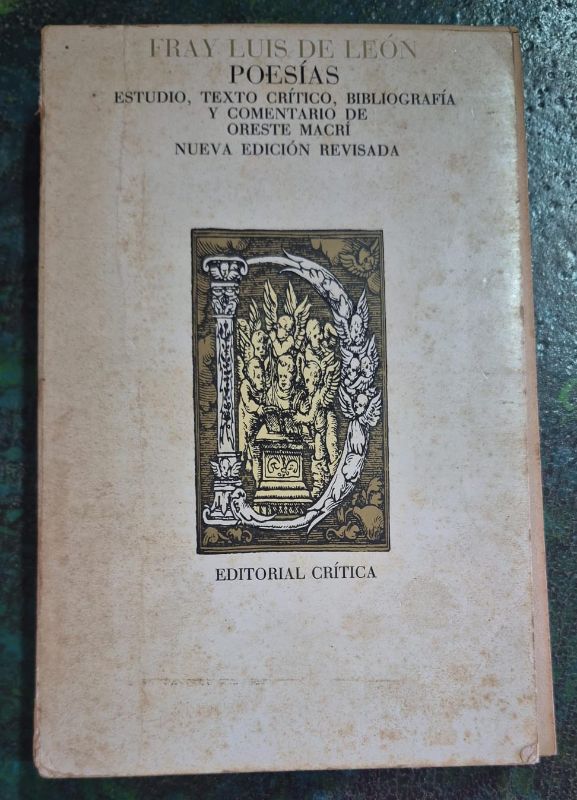 FRAY LUIS DE LEÓN
POESÍAS
ESTUDIO, TEXTO CRÍTICO, BIBLIOGRAFÍA
Y COMENTARIO DE
ORESTE MACRÍ
NUEVA EDICIÓN REVISADA
D
EDITORIAL CRÍTICA